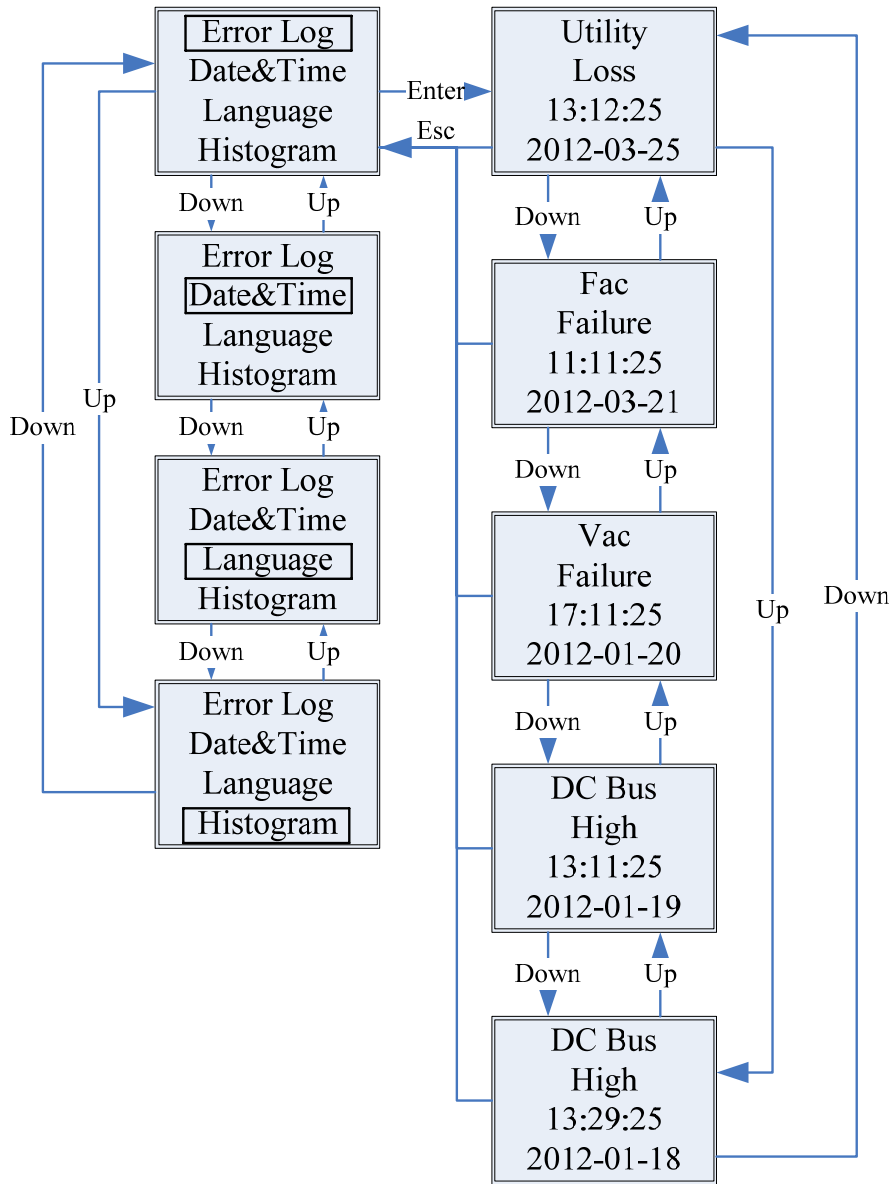 Error Log
Date&Time
Language
Histogram
Enter
Esc
Utility
Loss
13:12:25
2012-03-25
Down
Up
Down
Up
Error Log
Date&Time
Language
Histogram
Fac
Failure
11:11:25
2012-03-21
Up
Down
Down
Up
Down
Up
Error Log
Date&Time
Language
Histogram
Vac
Failure
17:11:25
2012-01-20
Up
Down
Down
Up
Down
Up
Error Log
Date&Time
Language
Histogram
DC Bus
High
13:11:25
2012-01-19
Down
Up
DC Bus
High
13:29:25
2012-01-18